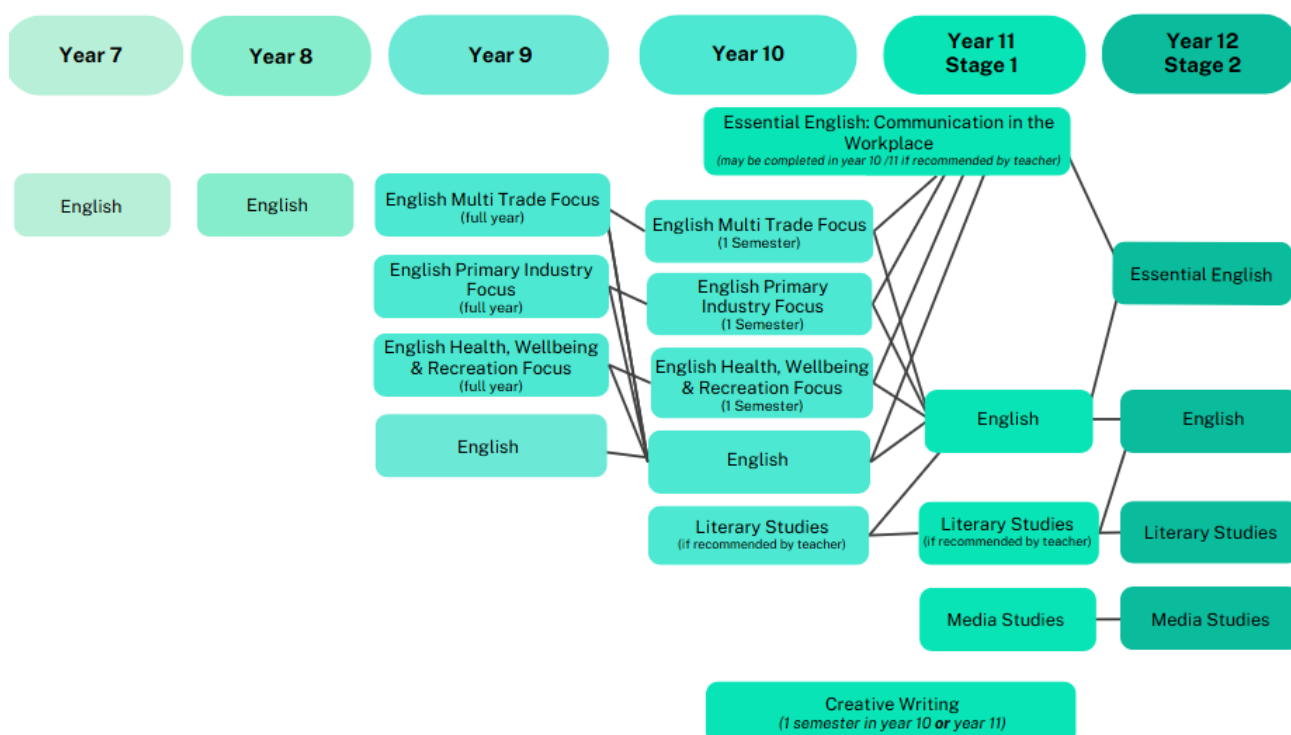 Year 7
Year 8
Year 9
Year 10
Year 11
Stage 1
Year 12
Stage 2
Essential English: Communication in the
Workplace
(may be completed in year 10 /11 if recommended by teacher)
English
English
English Multi Trade Focus
(full year)
English Primary Industry
Focus
(full year)
English Health, Wellbeing
& Recreation Focus
(full year)
English
English Multi Trade Focus
(1 Semester)
English Primary
Industry Focus
(1 Semester)
English Health, Wellbeing
& Recreation Focus
(1 Semester)
English
Literary Studies
(if recommended by teacher)
English
Literary Studies
(if recommended by teacher)
Media Studies
Essential English
English
Literary Studies
Media Studies
Creative Writing
(1 semester in year 10 or year 11)